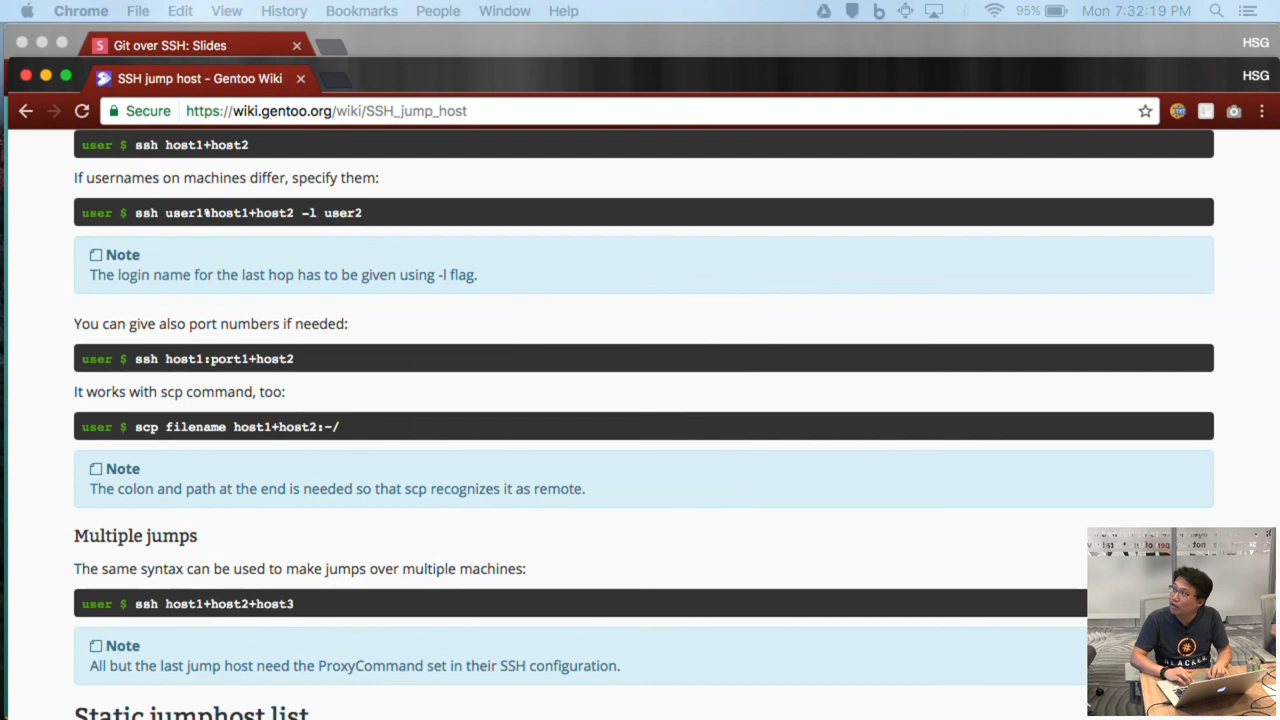 Chrome File Edit View History Bookmarks People Window Help 95% Mon 7:32:19 PM
Git over SSH: Slides HSG
SSH jump host - Gentoo Wiki HSG
Secure https://wiki.gentoo.org/wiki/SSH_jump_host
user $ ssh host1+host2
If usernames on machines differ, specify them:
user $ ssh user1%host1+host2 -l user2
Note
The login name for the last hop has to be given using -l flag.
You can give also port numbers if needed:
user $ ssh host1:port1+host2
It works with scp command, too:
user $ scp filename host1+host2:~/
Note
The colon and path at the end is needed so that scp recognizes it as remote.
Multiple jumps
The same syntax can be used to make jumps over multiple machines:
user $ ssh host1+host2+host3
Note
All but the last jump host need the ProxyCommand set in their SSH configuration.
Static jumphost list